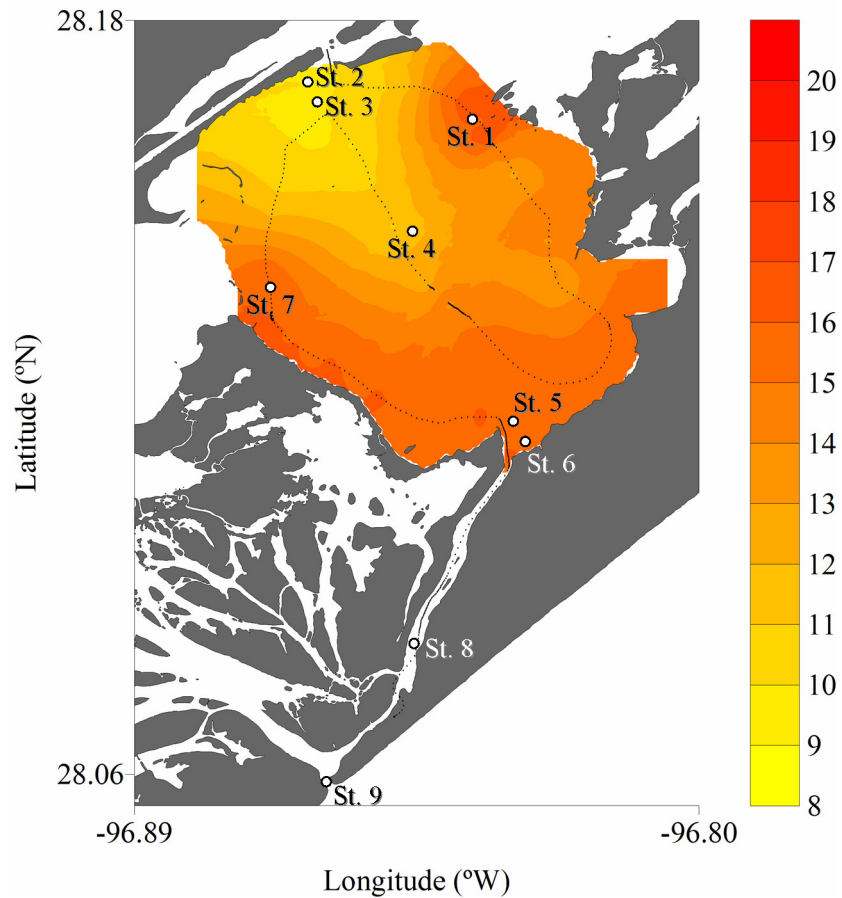 28.18
20
St. 2
St. 3
St. 1
19
18
17
St. 4
St. 7
16
15
St. 5
St. 6
14
13
Latitude (ºN)
12
11
St. 8
10
9
28.06
St. 9
8
-96.89
-96.80
Longitude (ºW)